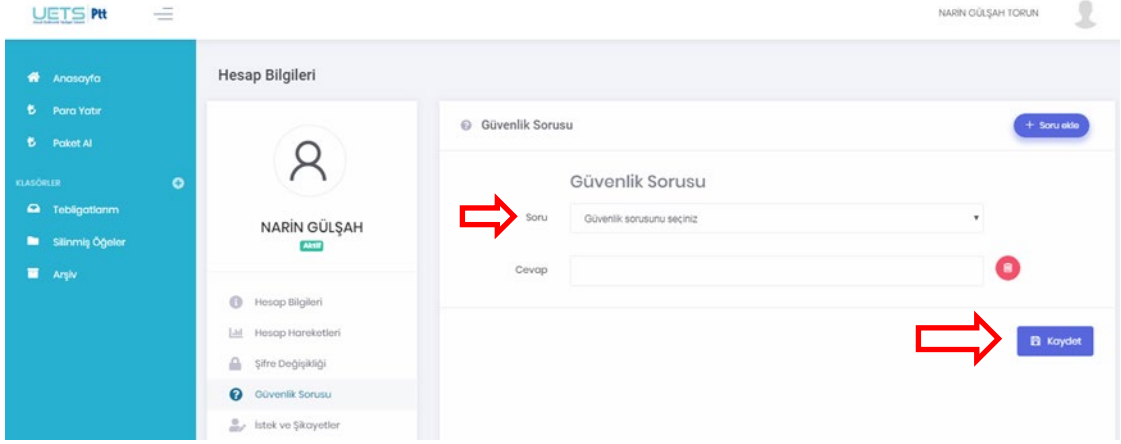 UETS Ptt
NARİN GÜLŞAH TORUN
Anasayfa
Para Yatır
Paket Al
KLASÖRLER
Tebligatlarım
Silinmiş Öğeler
Arşiv
Hesap Bilgileri
NARİN GÜLŞAH
Aktif
Hesap Bilgileri
Hesap Hareketleri
Şifre Değişikliği
Güvenlik Sorusu
İstek ve Şikayetler
Güvenlik Sorusu
+ Soru ekle
Güvenlik Sorusu
Soru
Güvenlik sorusunu seçiniz
Cevap
Kaydet